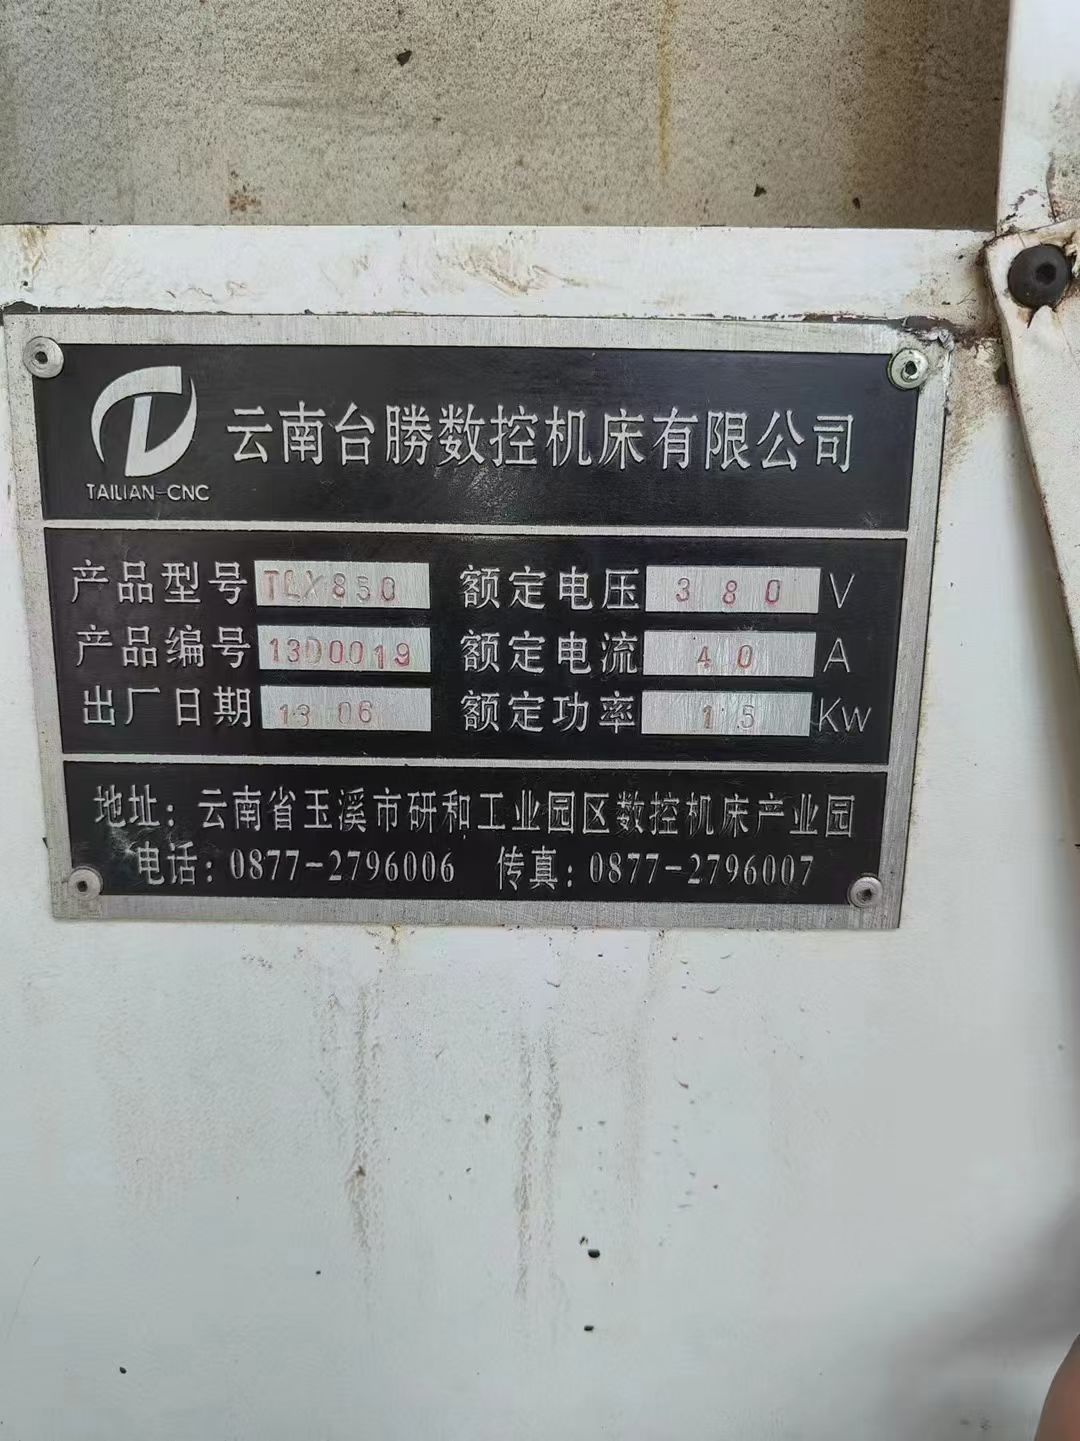 云南台勝数控机床有限公司
TAILIAN-CNC
产品型号 TLX850 额定电压 380 V
产品编号 13D0019 额定电流 40 A
出厂日期 13 06 额定功率 15 Kw
地址：云南省玉溪市研和工业园区数控机床产业园
电话：0877-2796006 传真：0877-2796007